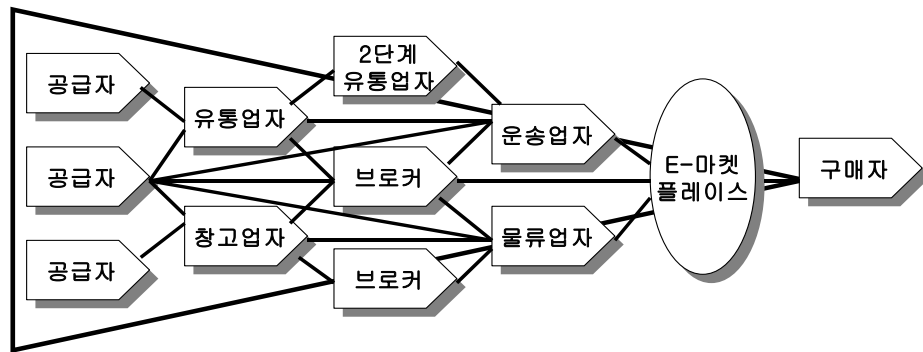 공급자
공급자
공급자
유통업자
창고업자
2단계
유통업자
브로커
브로커
운송업자
물류업자
E-마켓
플레이스
구매자